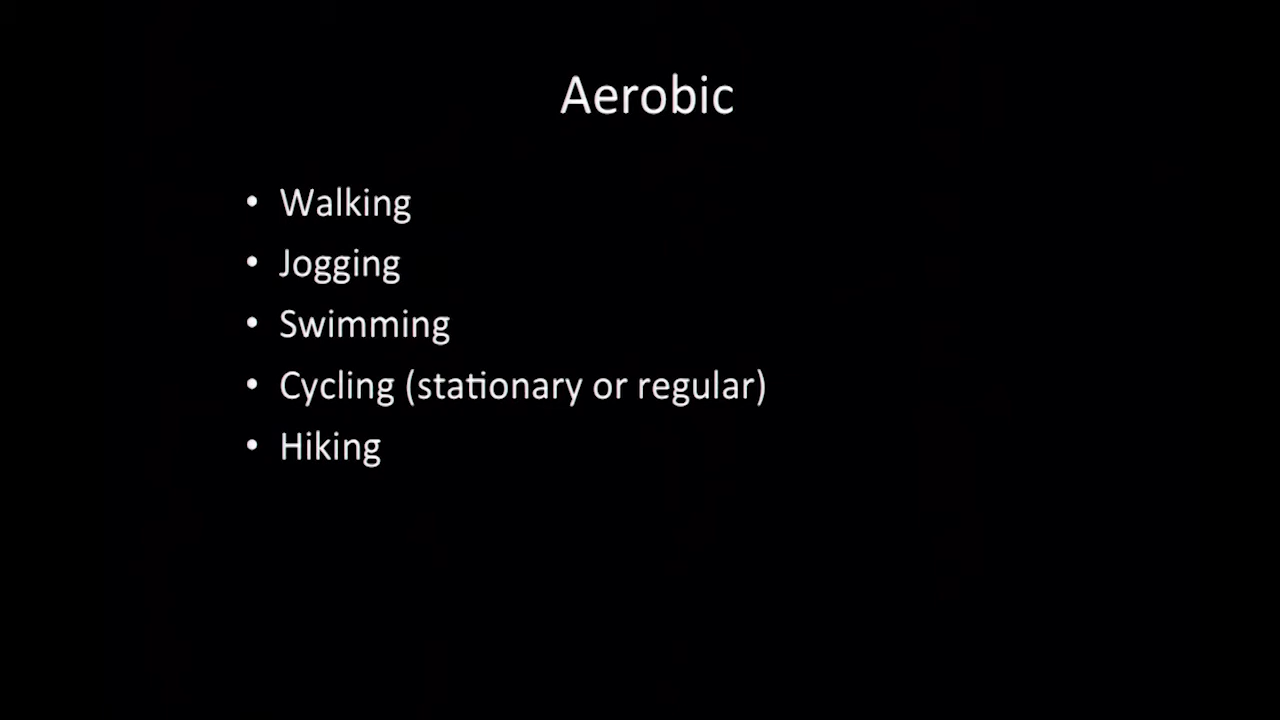 Aerobic
• Walking
• Jogging
• Swimming
• Cycling (stationary or regular)
• Hiking